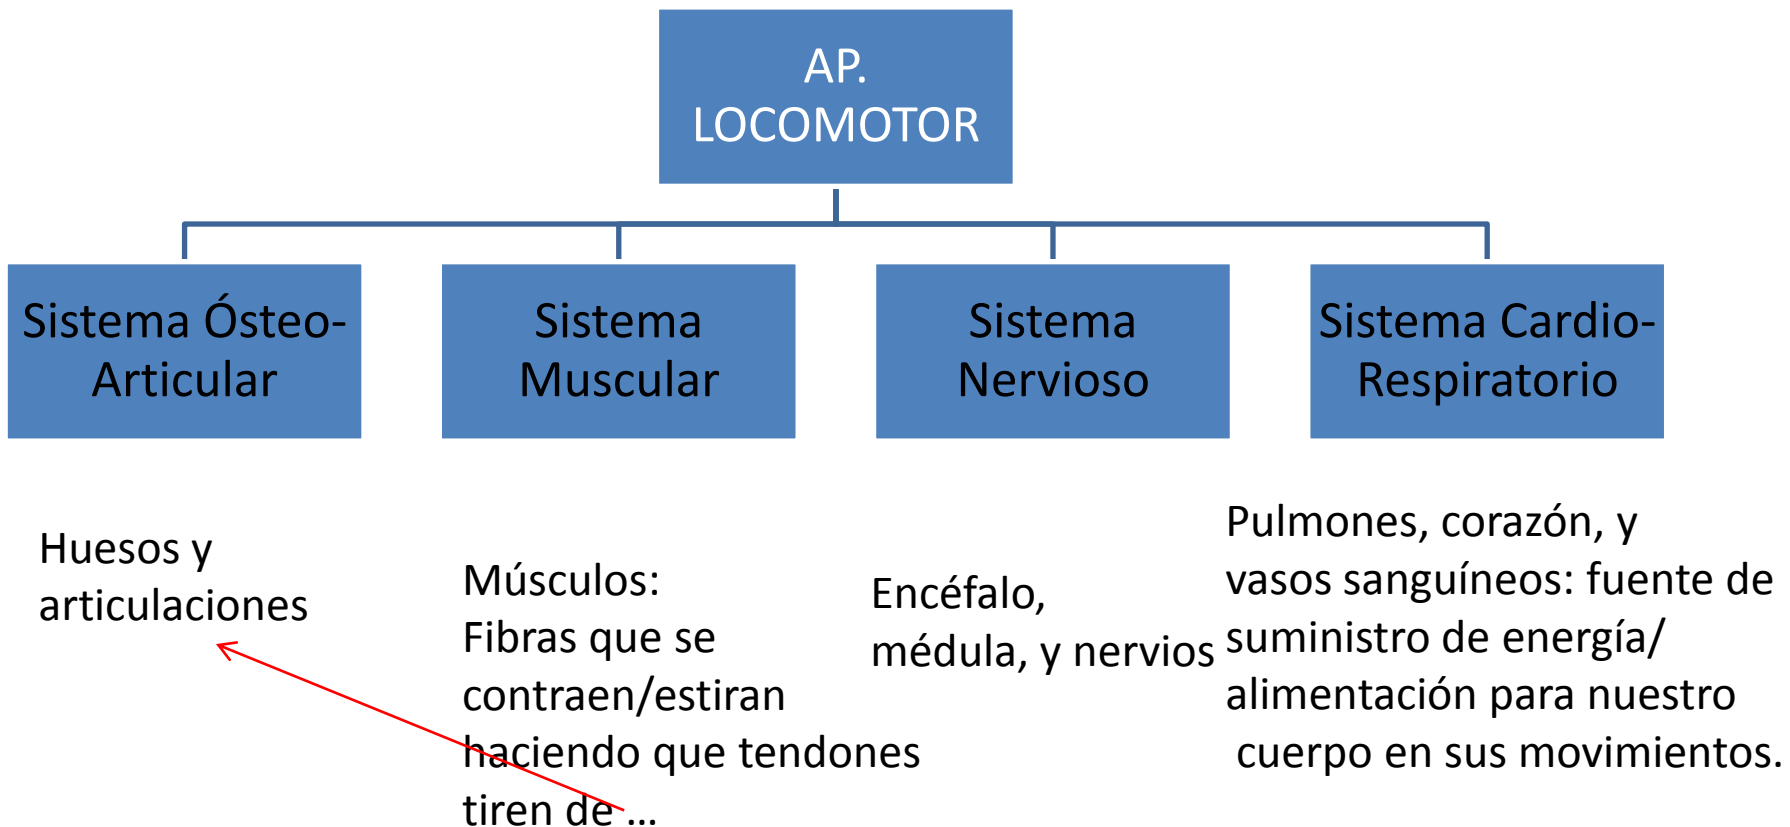 AP.
LOCOMOTOR
Sistema Ósteo-
Articular
Sistema
Muscular
Sistema
Nervioso
Sistema Cardio-
Respiratorio
Huesos y
articulaciones
Músculos:
Fibras que se
contraen/estiran
haciendo que tendones
tiren de ...
Encéfalo,
médula, y nervios
Pulmones, corazón, y
vasos sanguíneos: fuente de
suministro de energía/
alimentación para nuestro
cuerpo en sus movimientos.